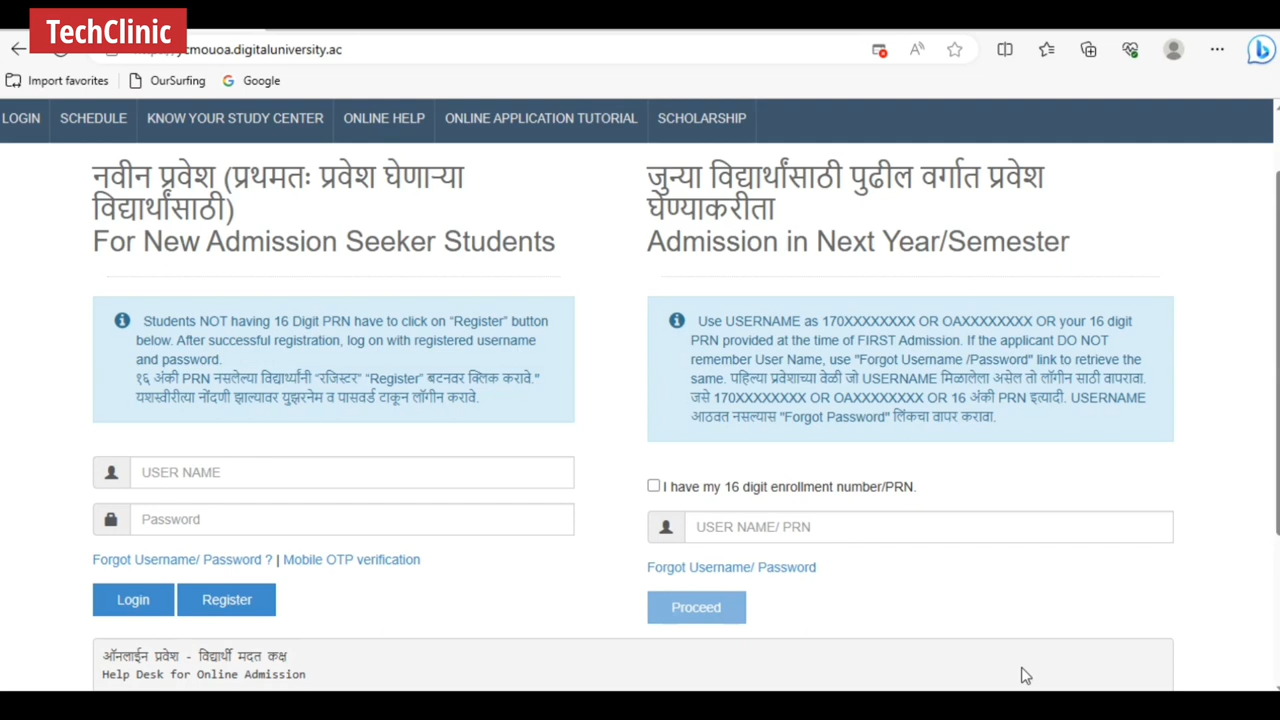 TechClinic
cmouoa.digitaluniversity.ac
Import favorites
OurSurfing
Google
LOGIN SCHEDULE KNOW YOUR STUDY CENTER ONLINE HELP ONLINE APPLICATION TUTORIAL SCHOLARSHIP
नवीन प्रवेश (प्रथमतः प्रवेश घेणाऱ्या
विद्यार्थांसाठी)
For New Admission Seeker Students
Students NOT having 16 Digit PRN have to click on “Register” button
below. After successful registration, log on with registered username
and password.
१६ अंकी PRN नसलेल्या विद्यार्थ्यांनी “रजिस्टर” “Register” बटनवर क्लिक करावे."
यशस्वीरीत्या नोंदणी झाल्यावर युझरनेम व पासवर्ड टाकून लॉगीन करावे.
USER NAME
Password
Forgot Username/ Password ? | Mobile OTP verification
Login Register
जुन्या विद्यार्थांसाठी पुढील वर्गात प्रवेश
घेण्याकरीता
Admission in Next Year/Semester
Use USERNAME as 170XXXXXXXX OR OAXXXXXXXX OR your 16 digit
PRN provided at the time of FIRST Admission. If the applicant DO NOT
remember User Name, use "Forgot Username /Password" link to retrieve the
same. पहिल्या प्रवेशाच्या वेळी जो USERNAME मिळालेला असेल तो लॉगीन साठी वापरावा.
जसे 170XXXXXXXX OR OAXXXXXXXX OR 16 अंकी PRN इत्यादी. USERNAME
आठवत नसल्यास "Forgot Password" लिंकचा वापर करावा.
I have my 16 digit enrollment number/PRN.
USER NAME/ PRN
Forgot Username/ Password
Proceed
ऑनलाईन प्रवेश - विद्यार्थी मदत कक्ष
Help Desk for Online Admission